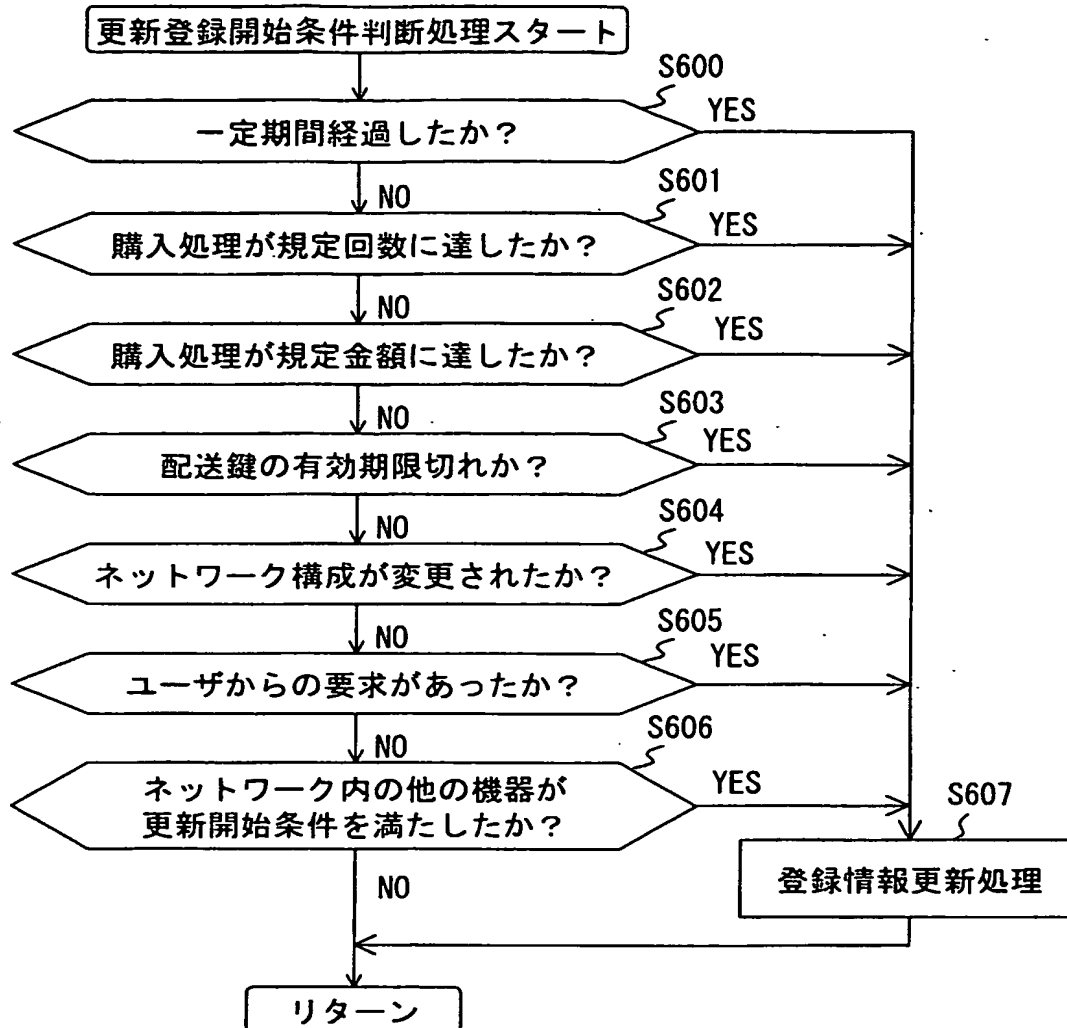 更新登録開始条件判断処理スタート
S600
一定期間経過したか？
YES
NO
S601
購入処理が規定回数に達したか？
YES
NO
S602
購入処理が規定金額に達したか？
YES
NO
S603
配送鍵の有効期限切れか？
YES
NO
S604
ネットワーク構成が変更されたか？
YES
NO
S605
ユーザからの要求があったか？
YES
NO
S606
ネットワーク内の他の機器が
更新開始条件を満たしたか？
YES
NO
S607
登録情報更新処理
リターン